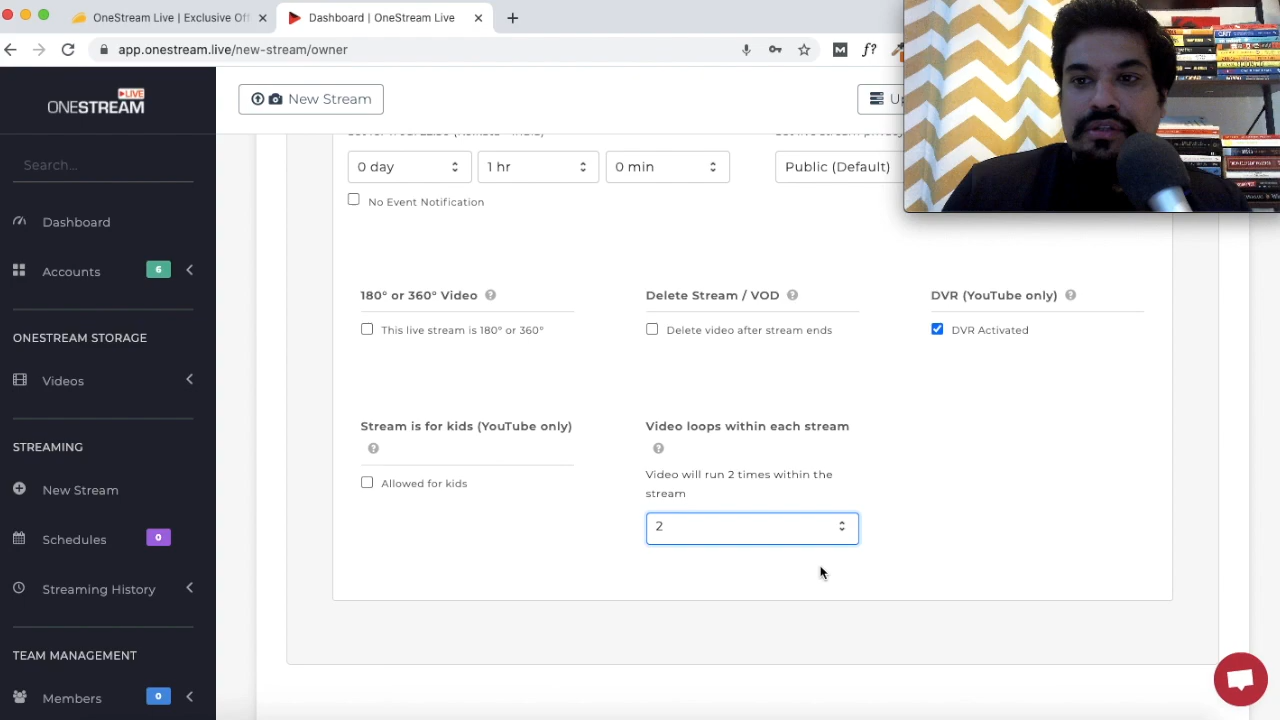 OneStream Live | Exclusive Off
Dashboard | OneStream Live
app.onestream.live/new-stream/owner
LIVE
ONESTREAM
New Stream
Search...
0 day
1 hr
0 min
Public (Default)
No Event Notification
Dashboard
Accounts 6
180° or 360° Video
This live stream is 180° or 360°
Delete Stream / VOD
Delete video after stream ends
DVR (YouTube only)
DVR Activated
ONESTREAM STORAGE
Videos
Stream is for kids (YouTube only)
Allowed for kids
Video loops within each stream
Video will run 2 times within the
stream
2
STREAMING
New Stream
Schedules 0
Streaming History
TEAM MANAGEMENT
Members 0